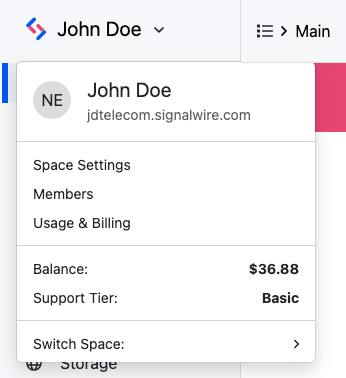 John Doe
Main
NE
John Doe
jdtelecom.signalwire.com
Space Settings
Members
Usage & Billing
Balance: $36.88
Support Tier: Basic
Switch Space:
Storage